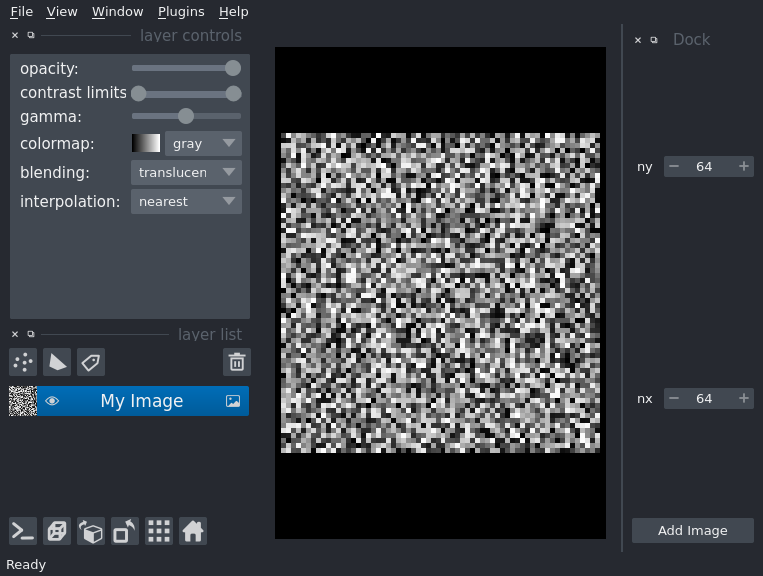 File View Window Plugins Help
layer controls
opacity:
contrast limits
gamma:
colormap: gray
blending: translucen
interpolation: nearest
layer list
My Image
Dock
ny 64
nx 64
Add Image
Ready